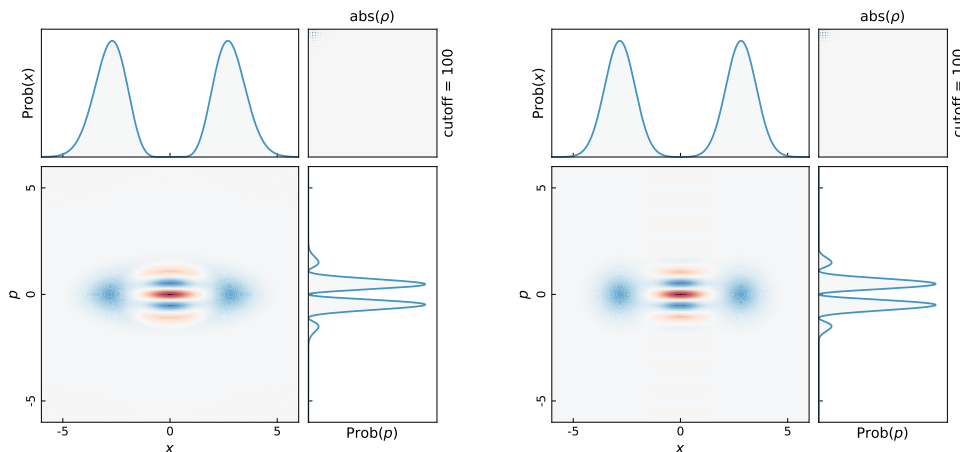 abs(ρ)
Prob(x)
cutoff = 100
5
0
-5
p
-5
0
5
x
Prob(p)
abs(ρ)
Prob(x)
cutoff = 100
5
0
-5
p
-5
0
5
x
Prob(p)